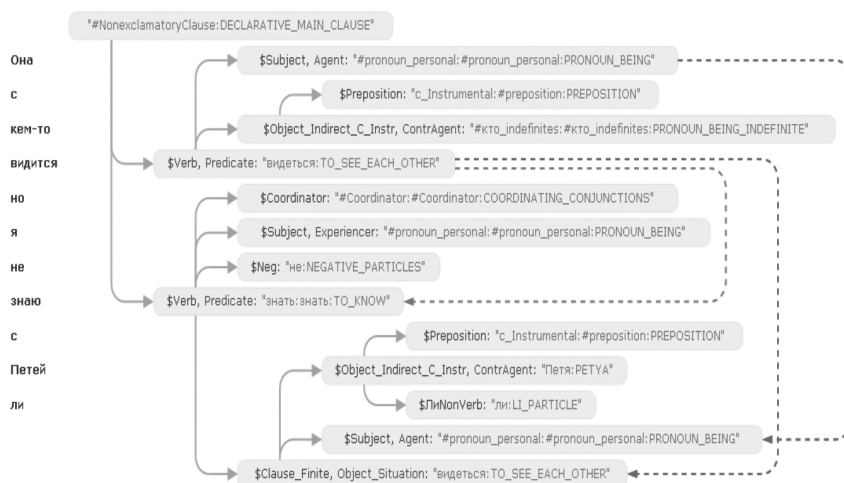 "#NonexclamatoryClause:DECLARATIVE_MAIN_CLAUSE"
Она $Subject, Agent: "#pronoun_personal:#pronoun_personal:PRONOUN_BEING"
с $Preposition: "с_Instrumental:#preposition:PREPOSITION"
кем-то $Object_Indirect_C_Instr, ContrAgent: "#кто_indefinites:#кто_indefinites:PRONOUN_BEING_INDEFINITE"
видится $Verb, Predicate: "видеться:TO_SEE_EACH_OTHER"
но $Coordinator: "#Coordinator:#Coordinator:COORDINATING_CONJUNCTIONS"
я $Subject, Experiencer: "#pronoun_personal:#pronoun_personal:PRONOUN_BEING"
не $Neg: "не:NEGATIVE_PARTICLES"
знаю $Verb, Predicate: "знать:знать:TO_KNOW"
с $Preposition: "с_Instrumental:#preposition:PREPOSITION"
Петей $Object_Indirect_C_Instr, ContrAgent: "Петя:PETYA"
ли $ЛиNonVerb: "ли:LI_PARTICLE"
$Subject, Agent: "#pronoun_personal:#pronoun_personal:PRONOUN_BEING"
$Clause_Finite, Object_Situation: "видеться:TO_SEE_EACH_OTHER"